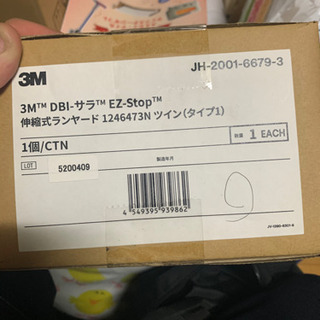 JH-2001-6679-3
3M
3M™ DBI-サラ™ EZ-Stop™
伸縮式ランヤード 1246473N ツイン(タイプ1)
1個/CTN
数量 1 EACH
LOT 5200409
製造年月
4 549395 939862
9